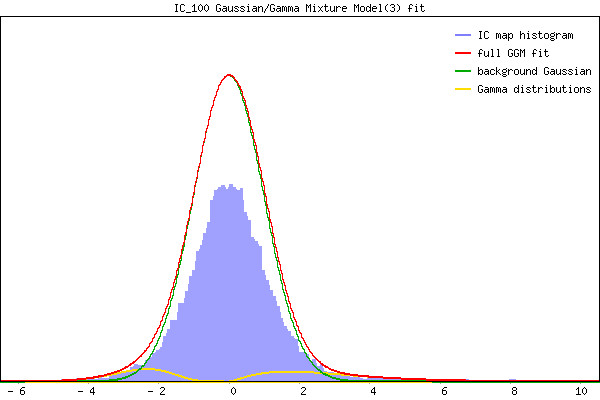 IC_100 Gaussian/Gamma Mixture Model(3) fit
IC map histogram
full GGM fit
background Gaussian
Gamma distributions
-6 -4 -2 0 2 4 6 8 10